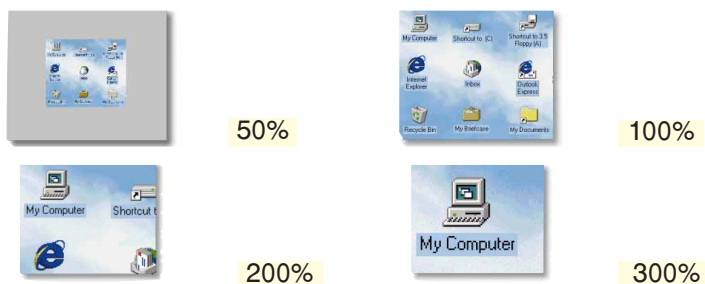 50%
My Computer
Shortcut to (C)
Shortcut to 3.5
Floppy (A)
Internet
Explorer
Inbox
Outlook
Express
Recycle Bin
My Briefcase
My Documents
100%
My Computer
Shortcut t
200%
My Computer
300%